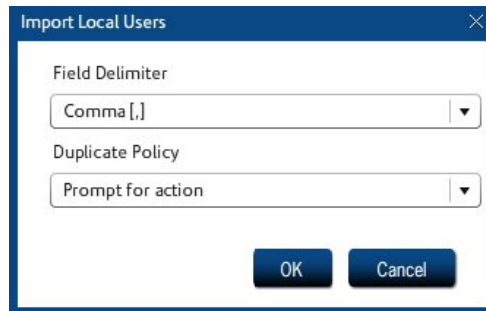 Import Local Users
Field Delimiter
Comma [,]
Duplicate Policy
Prompt for action
OK Cancel